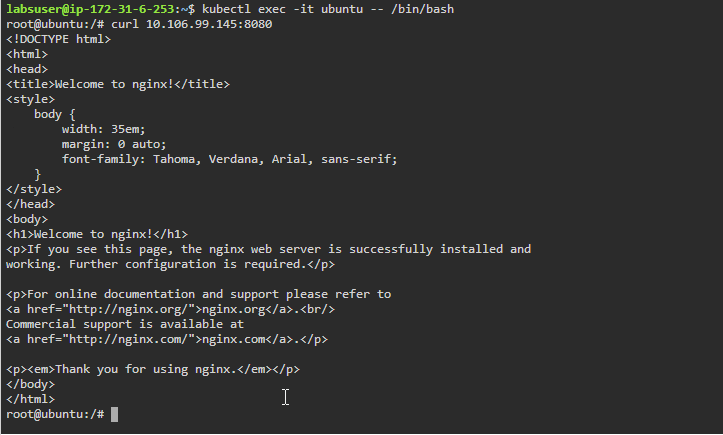 labsuser@ip-172-31-6-253:~$ kubectl exec -it ubuntu -- /bin/bash
root@ubuntu:/# curl 10.106.99.145:8080
<!DOCTYPE html>
<html>
<head>
<title>Welcome to nginx!</title>
<style>
    body {
        width: 35em;
        margin: 0 auto;
        font-family: Tahoma, Verdana, Arial, sans-serif;
    }
</style>
</head>
<body>
<h1>Welcome to nginx!</h1>
<p>If you see this page, the nginx web server is successfully installed and
working. Further configuration is required.</p>

<p>For online documentation and support please refer to
<a href="http://nginx.org/">nginx.org</a>.<br/>
Commercial support is available at
<a href="http://nginx.com/">nginx.com</a>.</p>

<p><em>Thank you for using nginx.</em></p>
</body>
</html>
root@ubuntu:/#